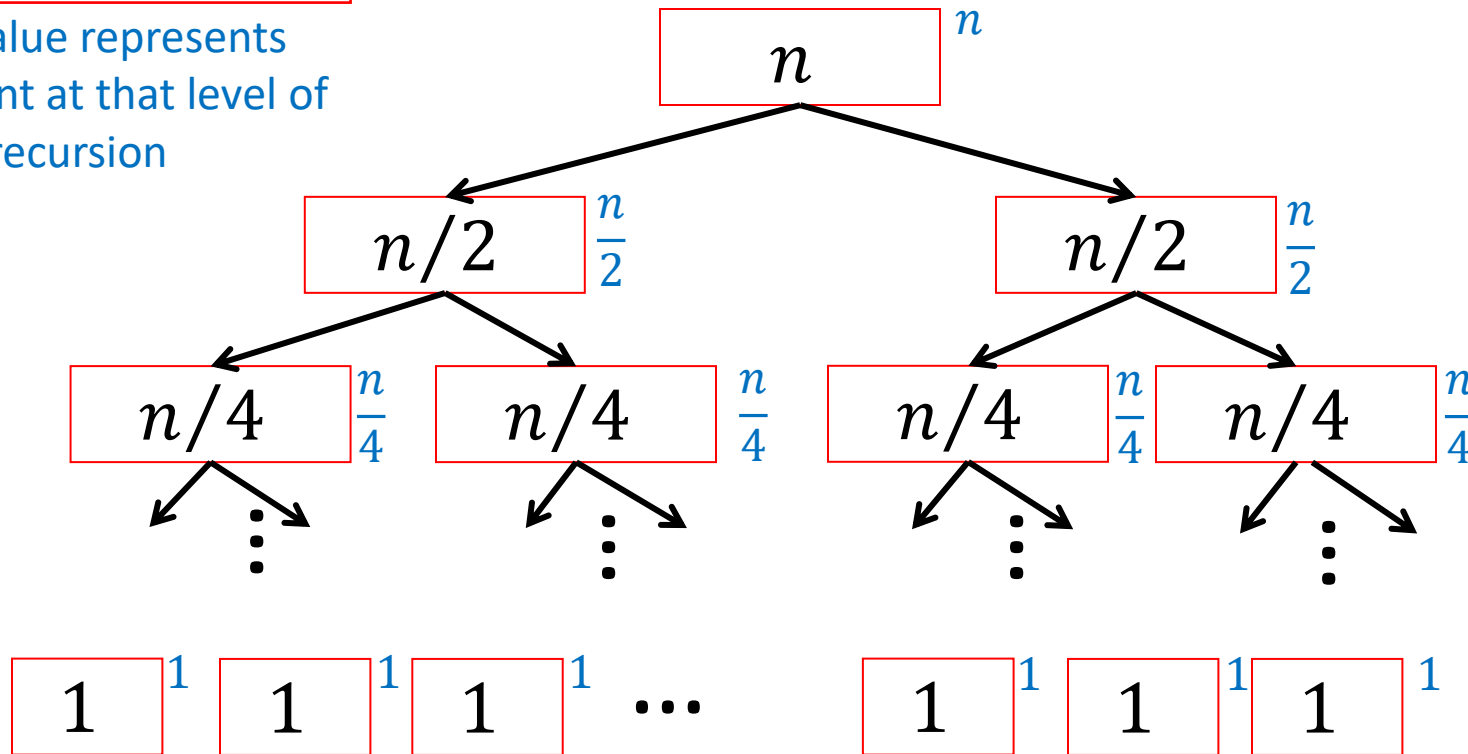 alue represents
nt at that level of
recursion
n n
n/2 n/2 n/2 n/2
n/4 n/4 n/4 n/4 n/4 n/4 n/4 n/4
1 1 1 1 1 1 ... 1 1 1 1 1 1